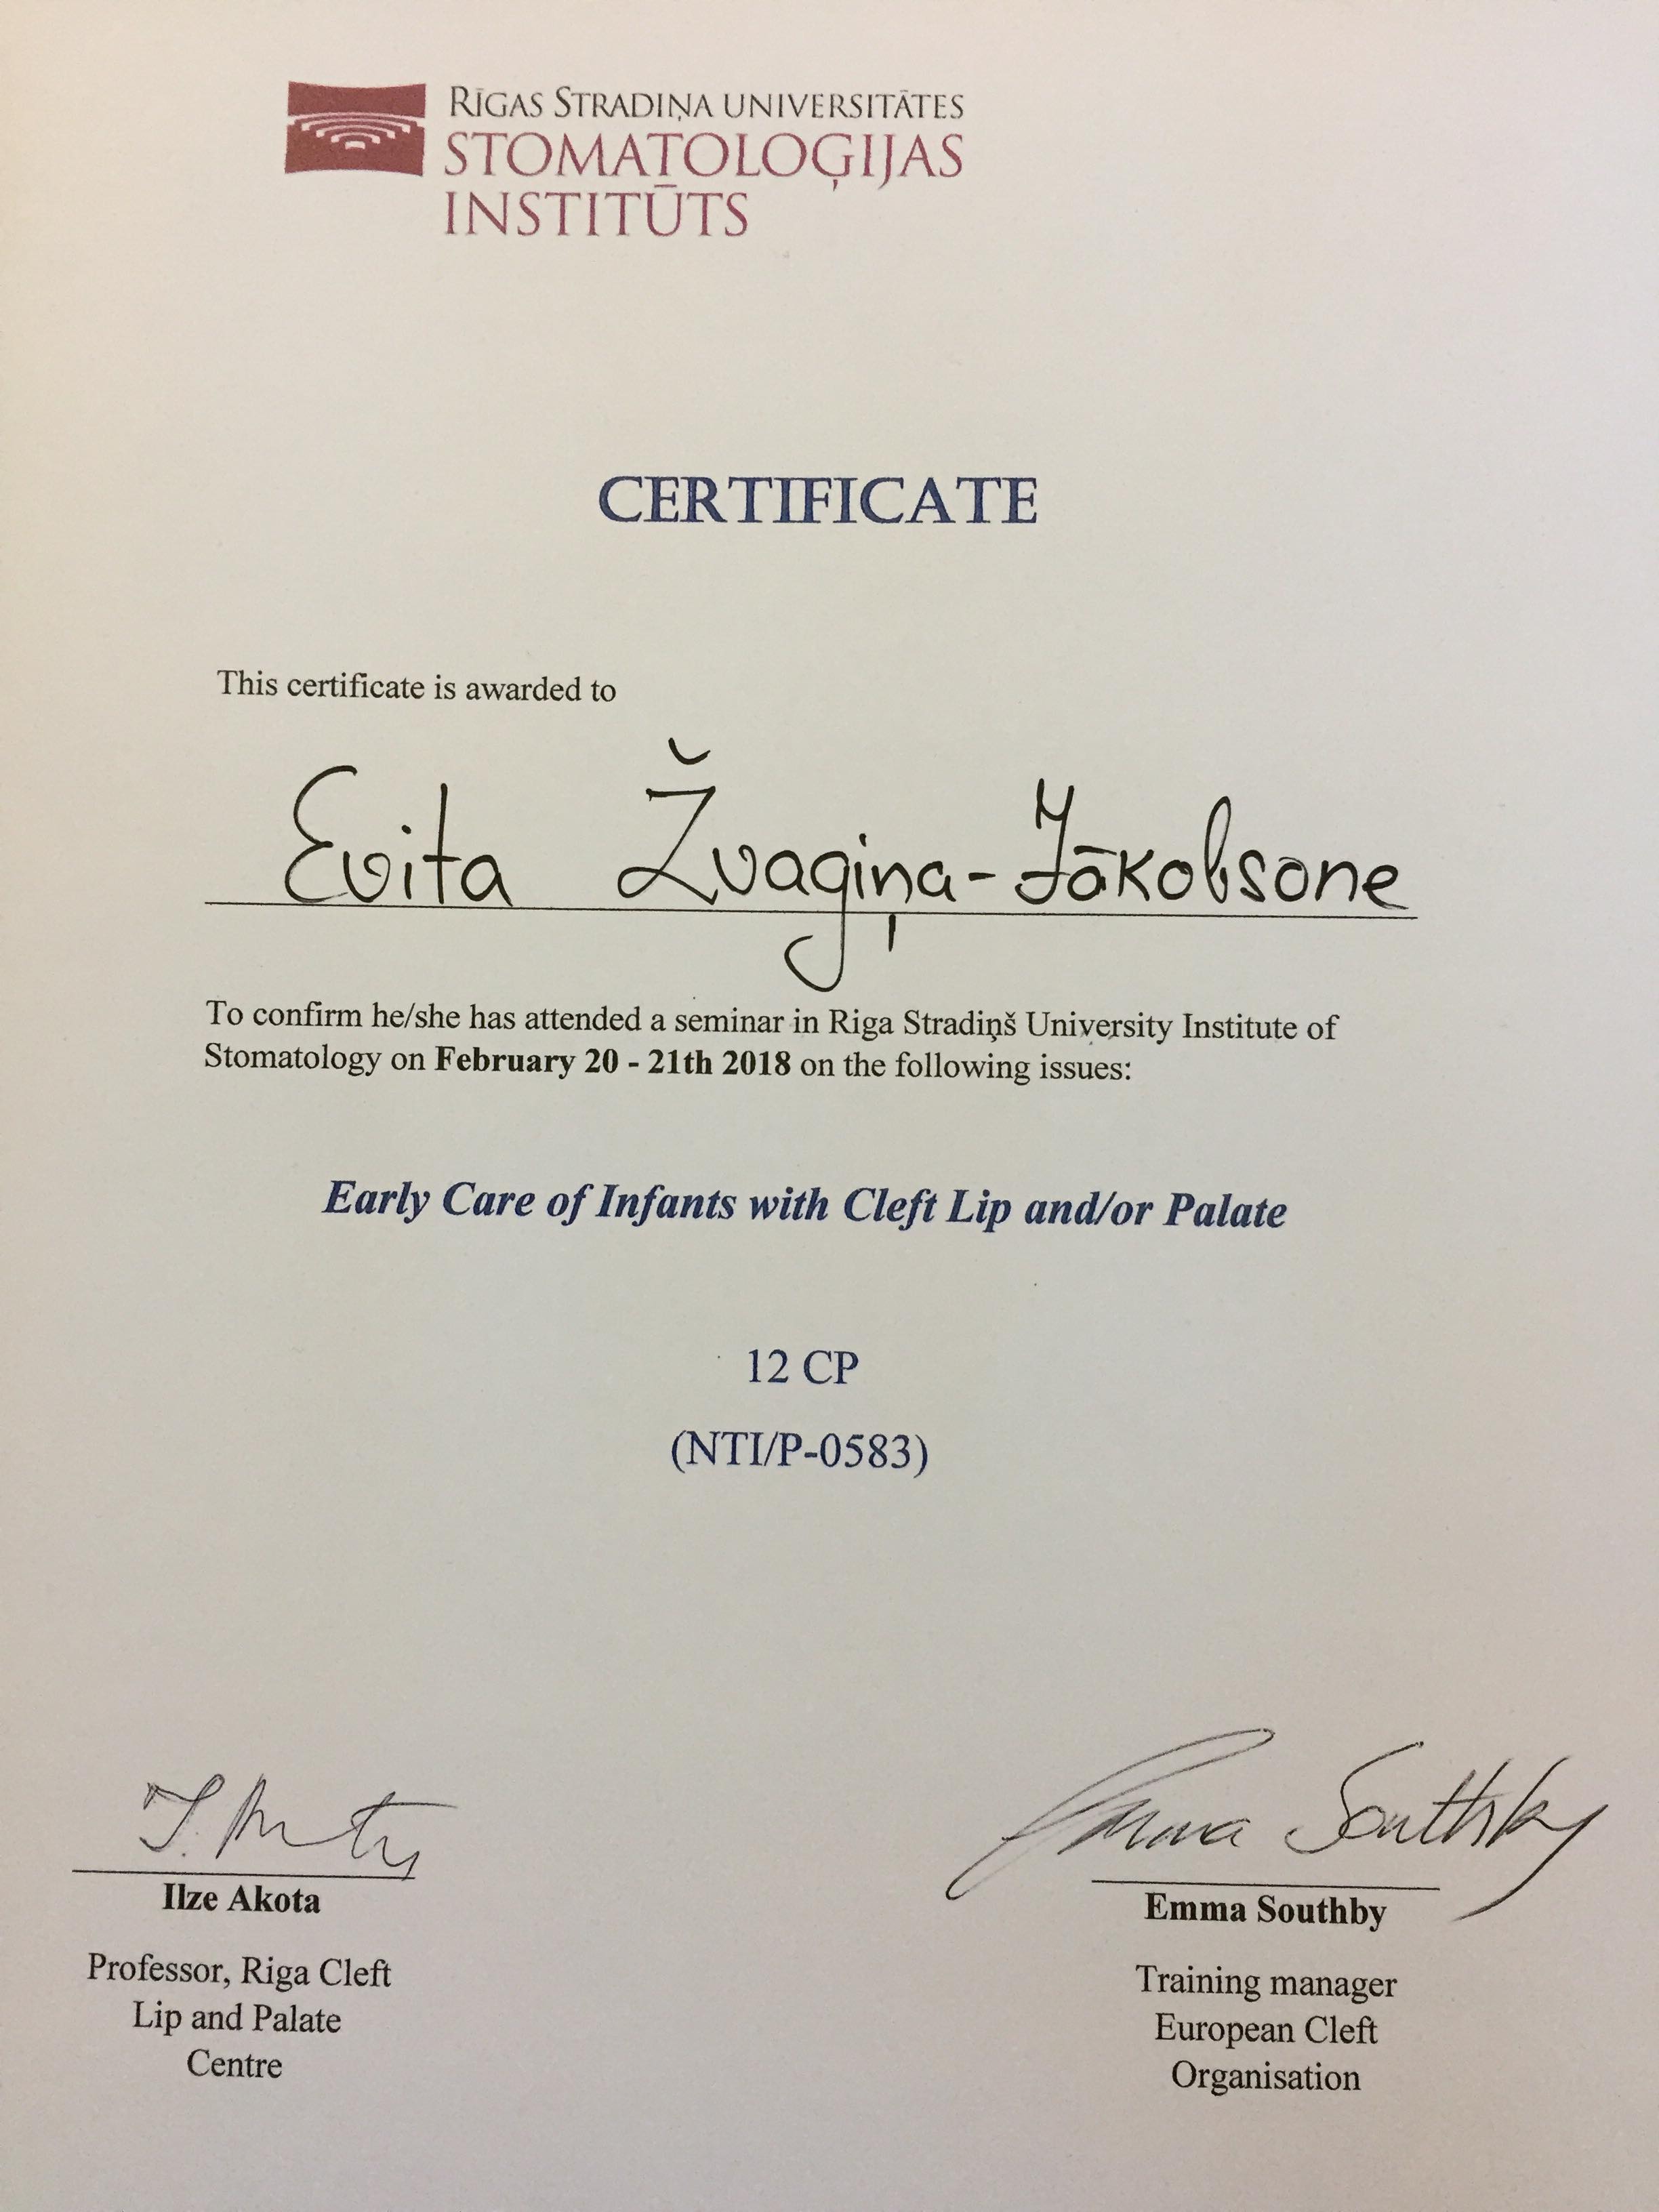 RĪGAS STRADIŅA UNIVERSITĀTES
STOMATOLOĢIJAS
INSTITŪTS
CERTIFICATE
This certificate is awarded to
Evita Žvagiņa-Jākobsone
To confirm he/she has attended a seminar in Riga Stradiņš University Institute of
Stomatology on February 20 - 21th 2018 on the following issues:
Early Care of Infants with Cleft Lip and/or Palate
12 CP
(NTI/P-0583)
Emma Southby
Ilze Akota
Professor, Riga Cleft
Lip and Palate
Centre
Emma Southby
Training manager
European Cleft
Organisation